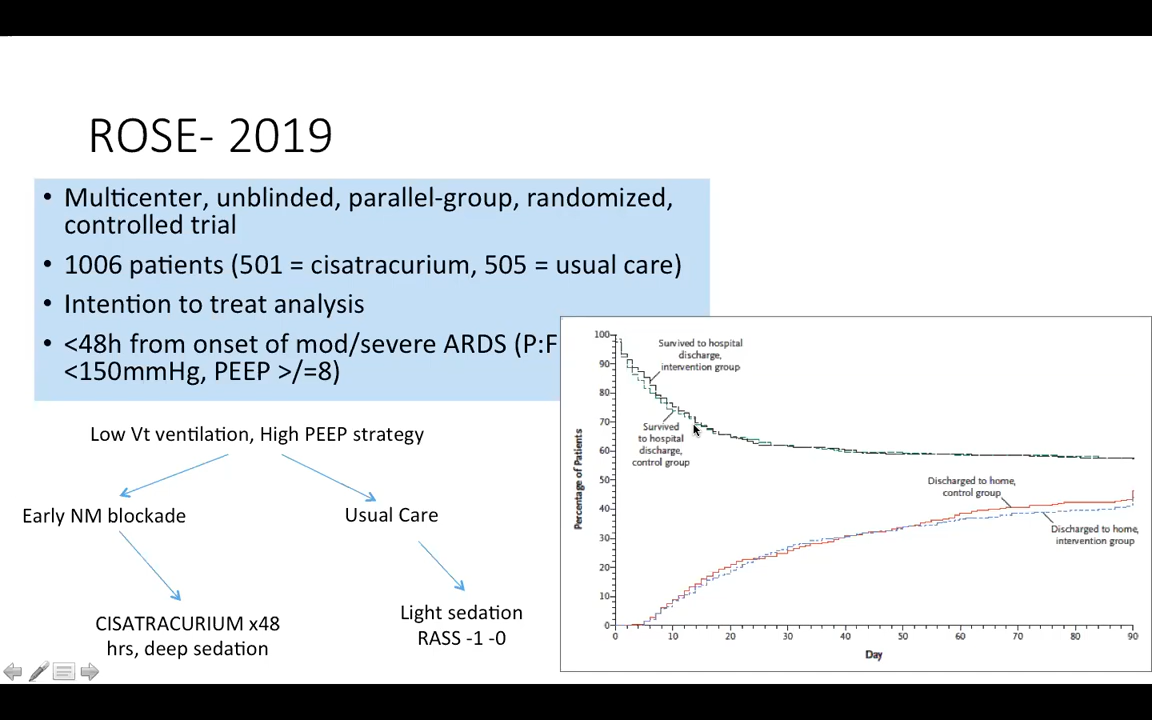 ROSE- 2019
• Multicenter, unblinded, parallel-group, randomized,
controlled trial
• 1006 patients (501 = cisatracurium, 505 = usual care)
• Intention to treat analysis
• <48h from onset of mod/severe ARDS (P:F
<150mmHg, PEEP >/=8)
Low Vt ventilation, High PEEP strategy
Early NM blockade
Usual Care
CISATRACURIUM x48
hrs, deep sedation
Light sedation
RASS -1 -0
Percentage of Patients
100
90
80
70
60
50
40
30
20
10
0
Survived to hospital
discharge,
intervention group
Survived
to hospital
discharge,
control group
Discharged to home,
control group
Discharged to home,
intervention group
0 10 20 30 40 50 60 70 80 90
Day